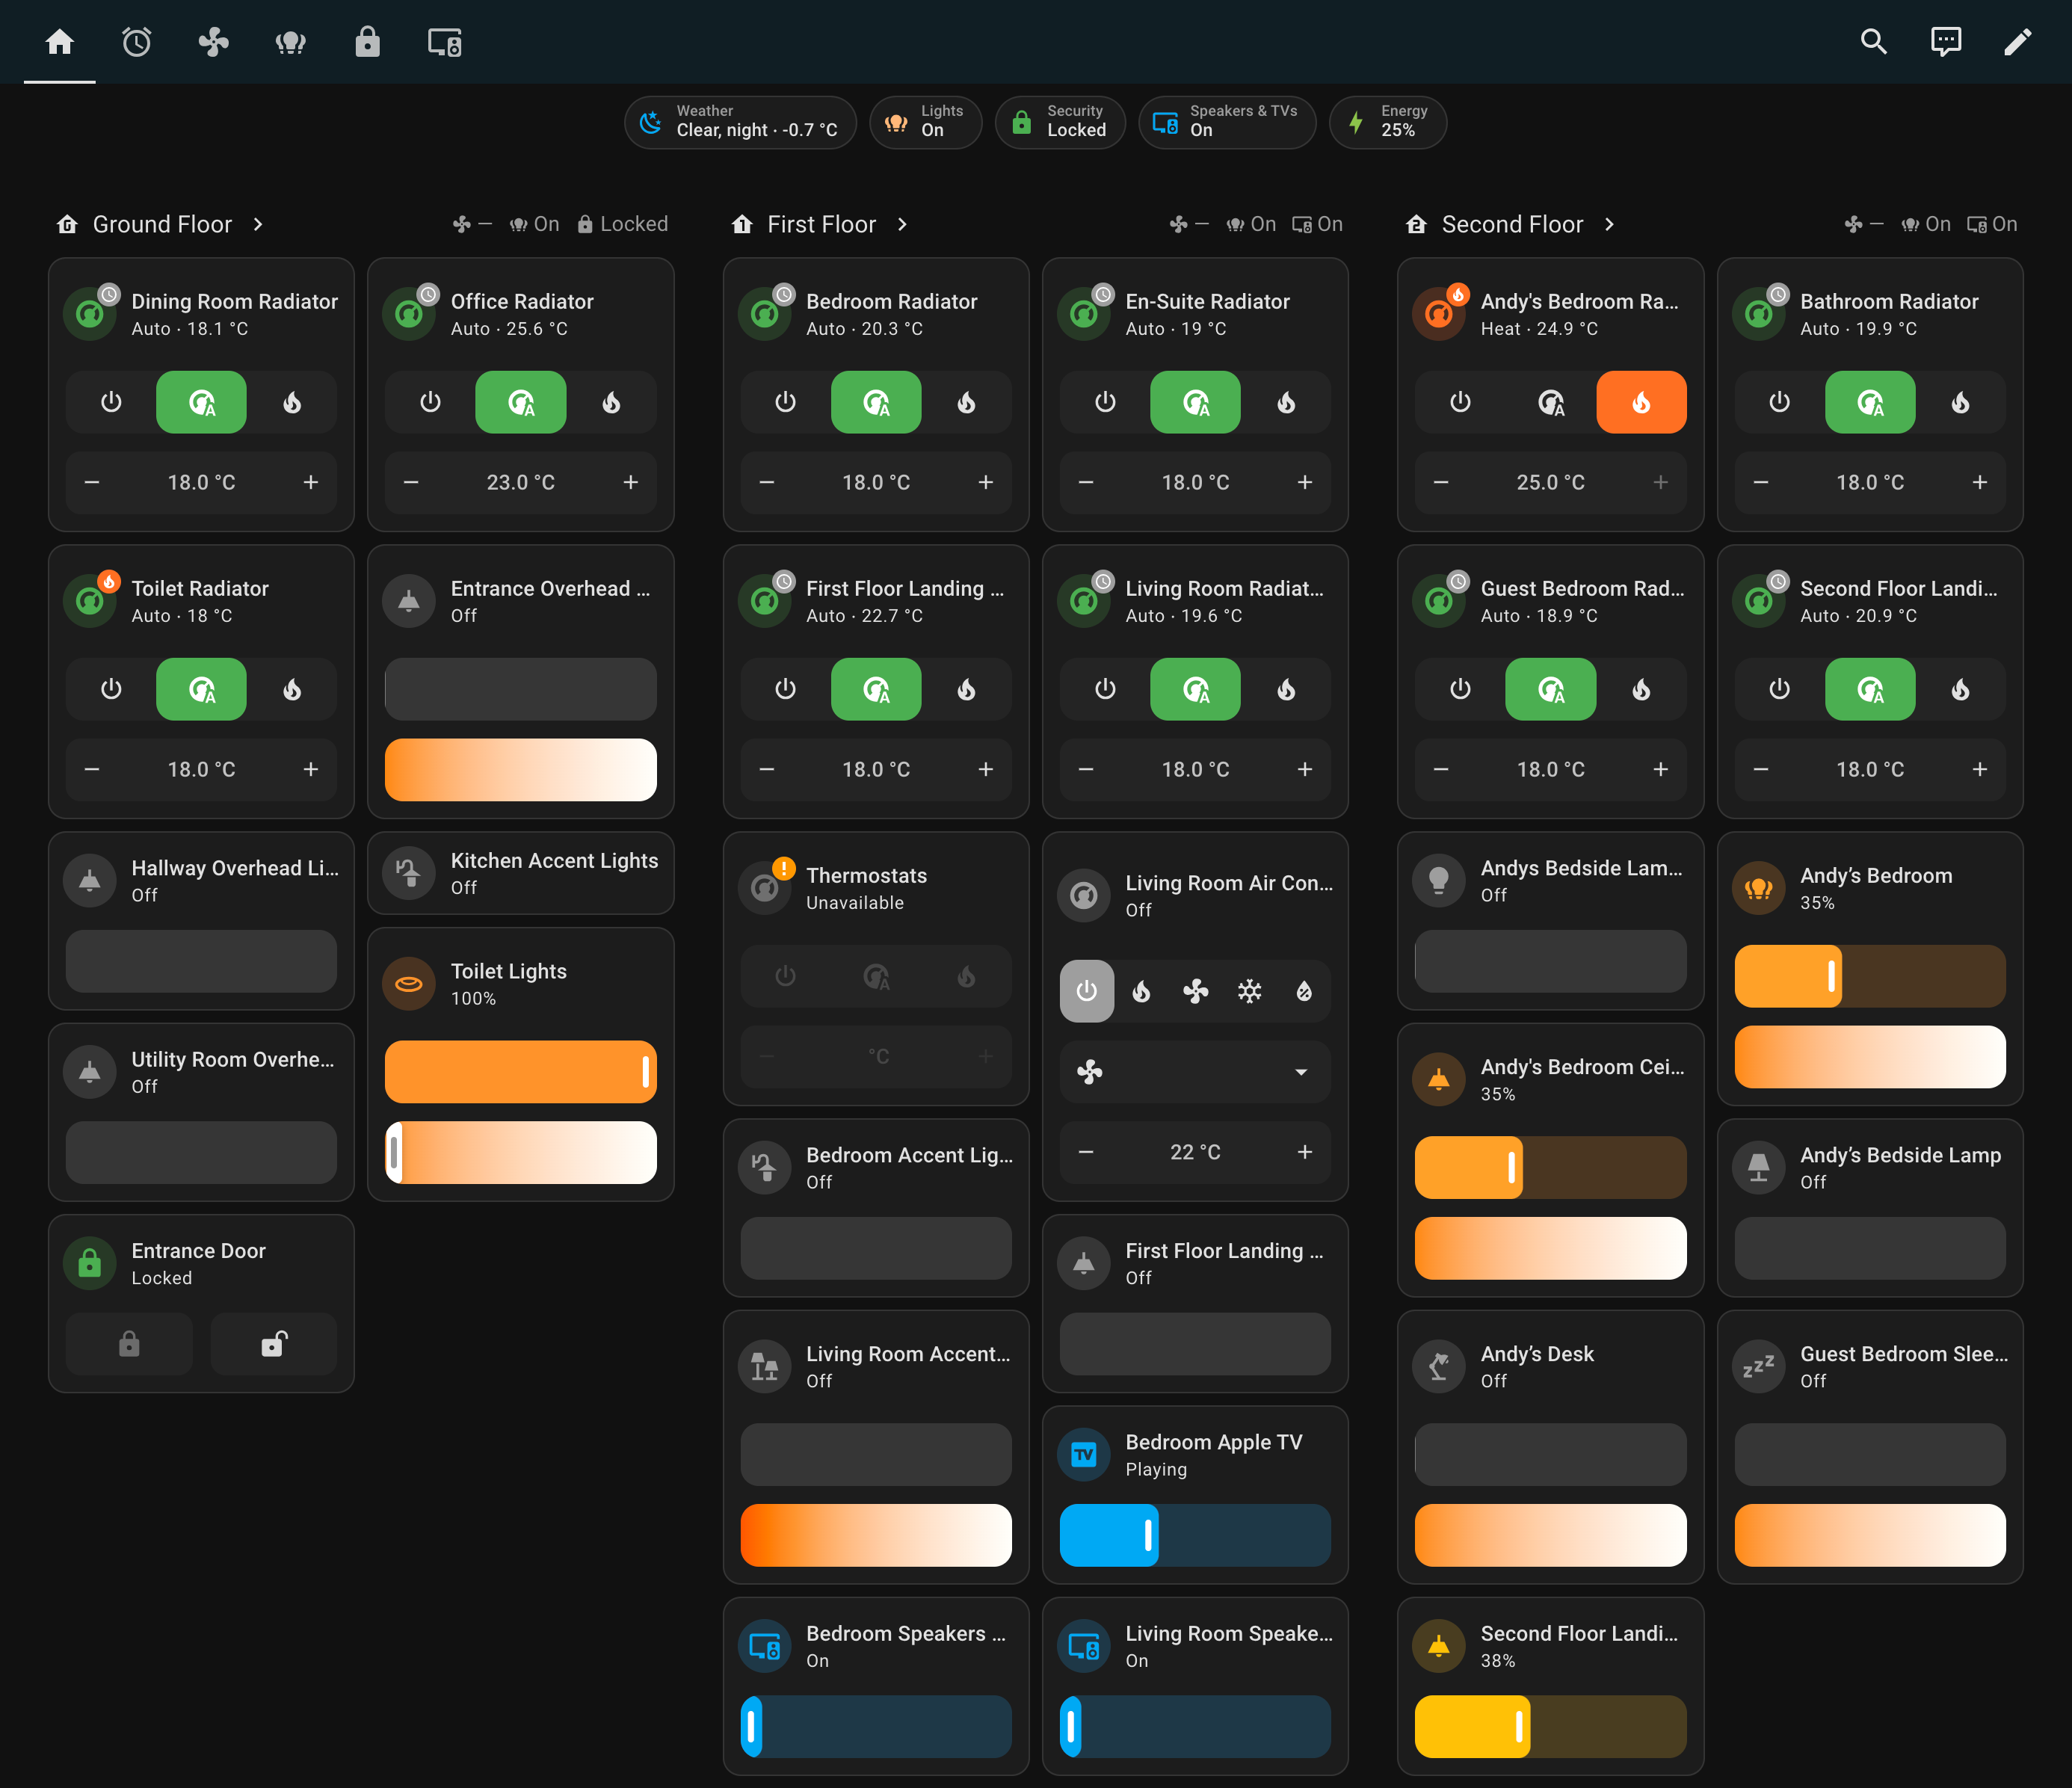 Weather
Clear, night · -0.7 °C
Lights
On
Security
Locked
Speakers & TVs
On
Energy
25%
Ground Floor
On
Locked
Dining Room Radiator
Auto · 18.1 °C
18.0 °C
Office Radiator
Auto · 25.6 °C
23.0 °C
Toilet Radiator
Auto · 18 °C
18.0 °C
Entrance Overhead ...
Off
Hallway Overhead Li...
Off
Kitchen Accent Lights
Off
Toilet Lights
100%
Utility Room Overhe...
Off
Entrance Door
Locked
First Floor
On
On
Bedroom Radiator
Auto · 20.3 °C
18.0 °C
En-Suite Radiator
Auto · 19 °C
18.0 °C
First Floor Landing ...
Auto · 22.7 °C
18.0 °C
Living Room Radiat...
Auto · 19.6 °C
18.0 °C
Thermostats
Unavailable
°C
Living Room Air Con...
Off
22 °C
Bedroom Accent Lig...
Off
First Floor Landing ...
Off
Living Room Accent...
Off
Bedroom Apple TV
Playing
TV
Bedroom Speakers ...
On
Living Room Speake...
On
Second Floor
On
On
Andy's Bedroom Ra...
Heat · 24.9 °C
25.0 °C
Bathroom Radiator
Auto · 19.9 °C
18.0 °C
Guest Bedroom Rad...
Auto · 18.9 °C
18.0 °C
Second Floor Landi...
Auto · 20.9 °C
18.0 °C
Andys Bedside Lam...
Off
Andy’s Bedroom
35%
Andy's Bedroom Cei...
35%
Andy’s Bedside Lamp
Off
Andy’s Desk
Off
Guest Bedroom Slee...
Off
Second Floor Landi...
38%